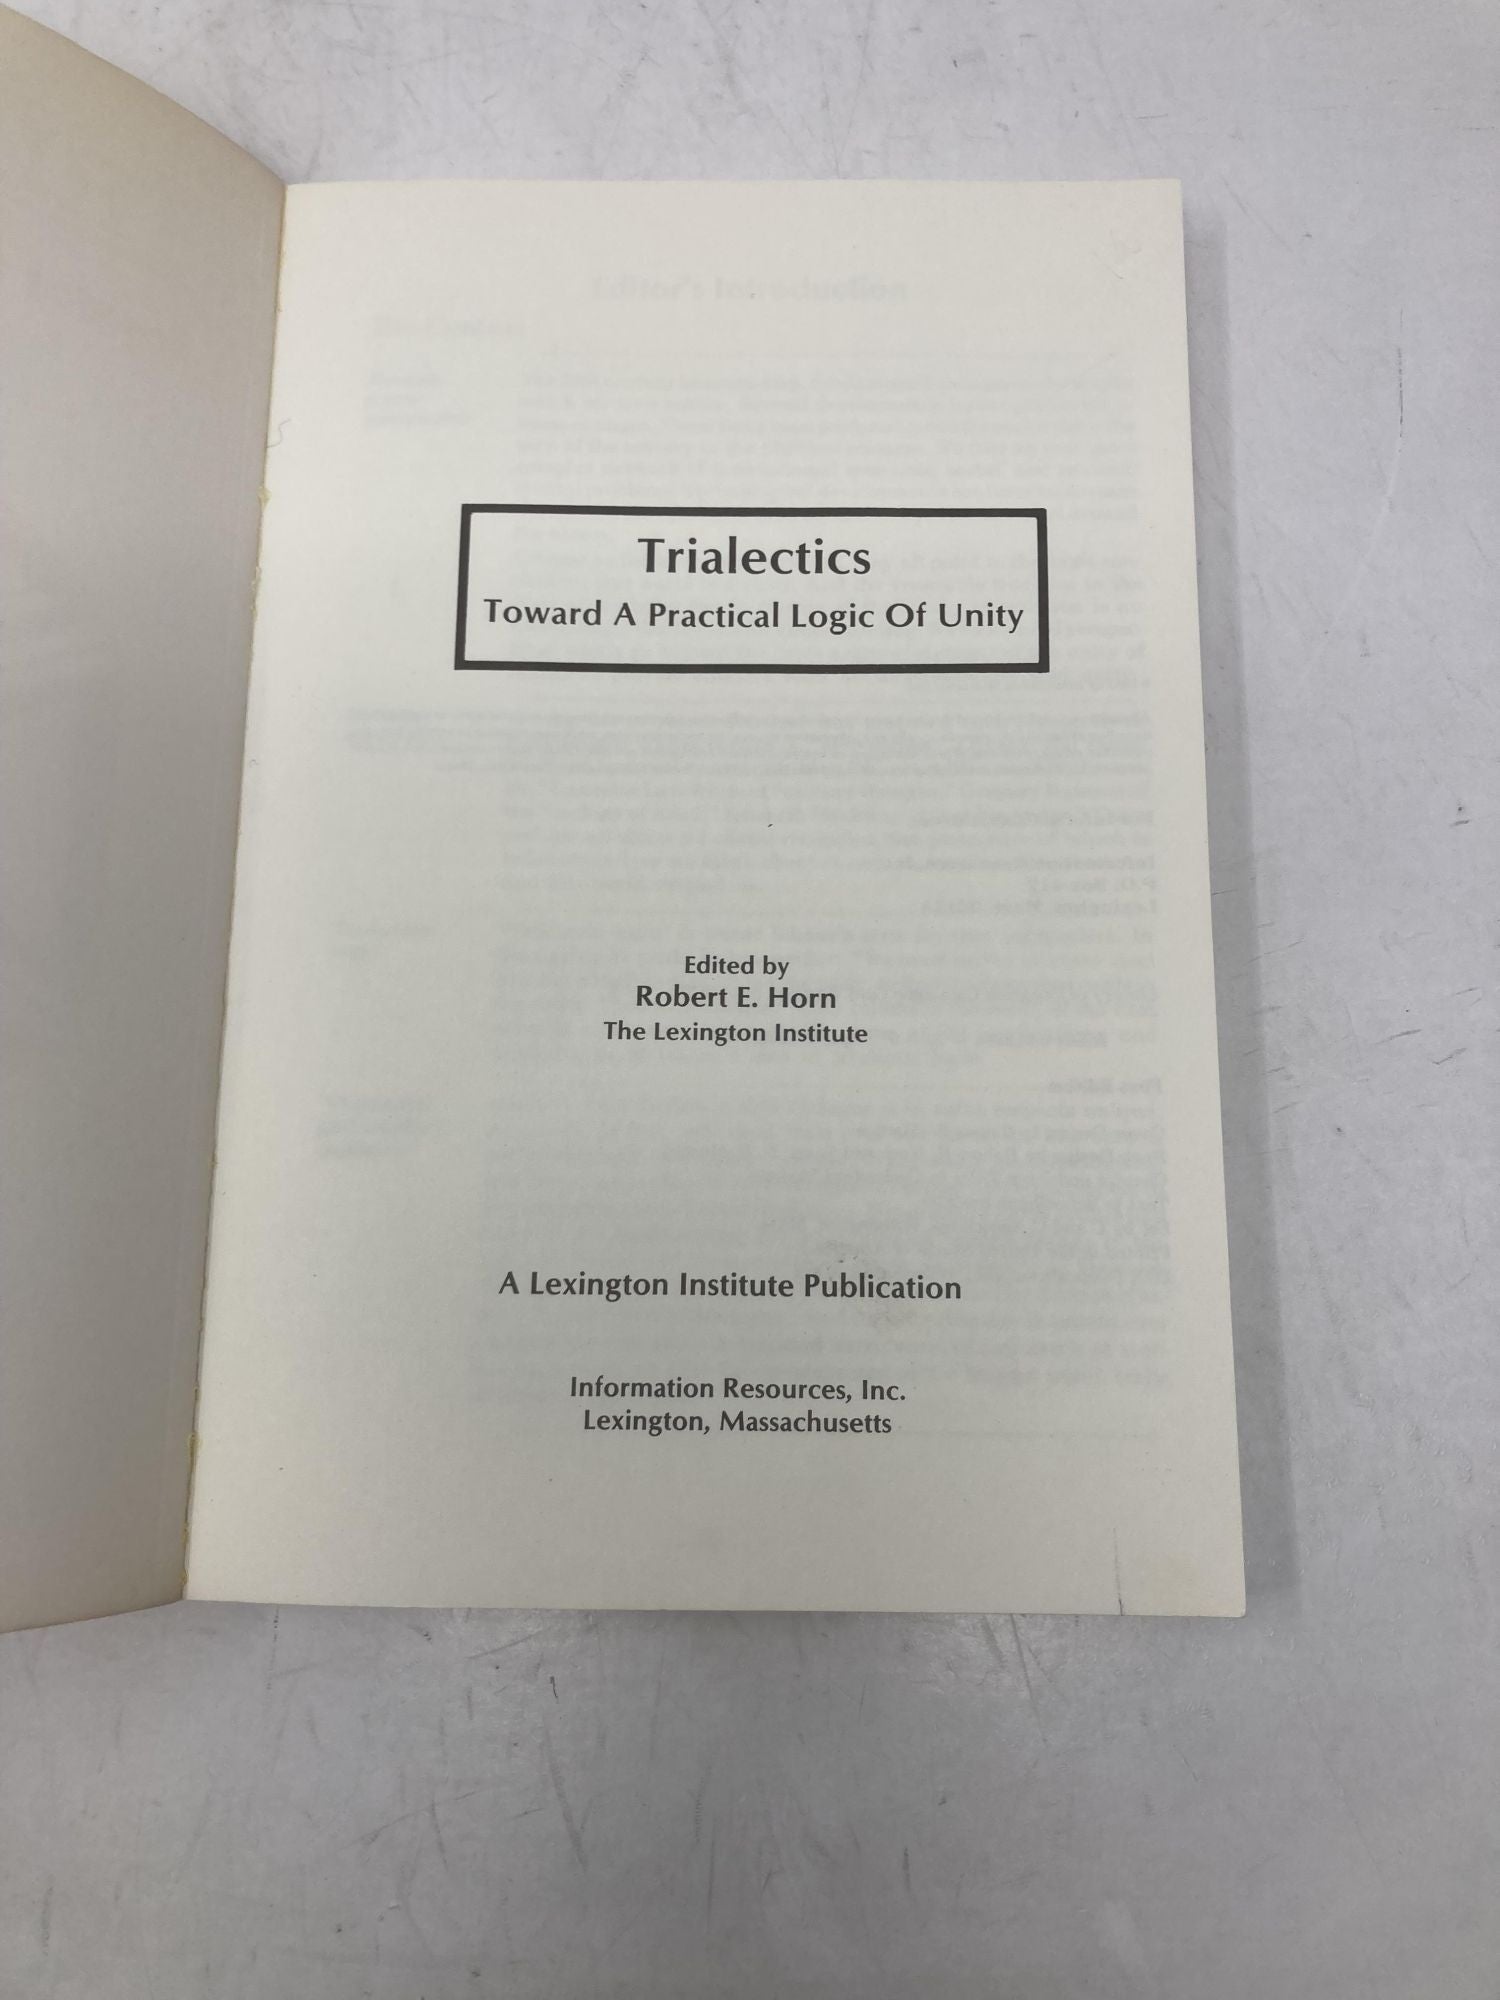 Trialectics
Toward A Practical Logic Of Unity
Edited by
Robert E. Horn
The Lexington Institute
A Lexington Institute Publication
Information Resources, Inc.
Lexington, Massachusetts